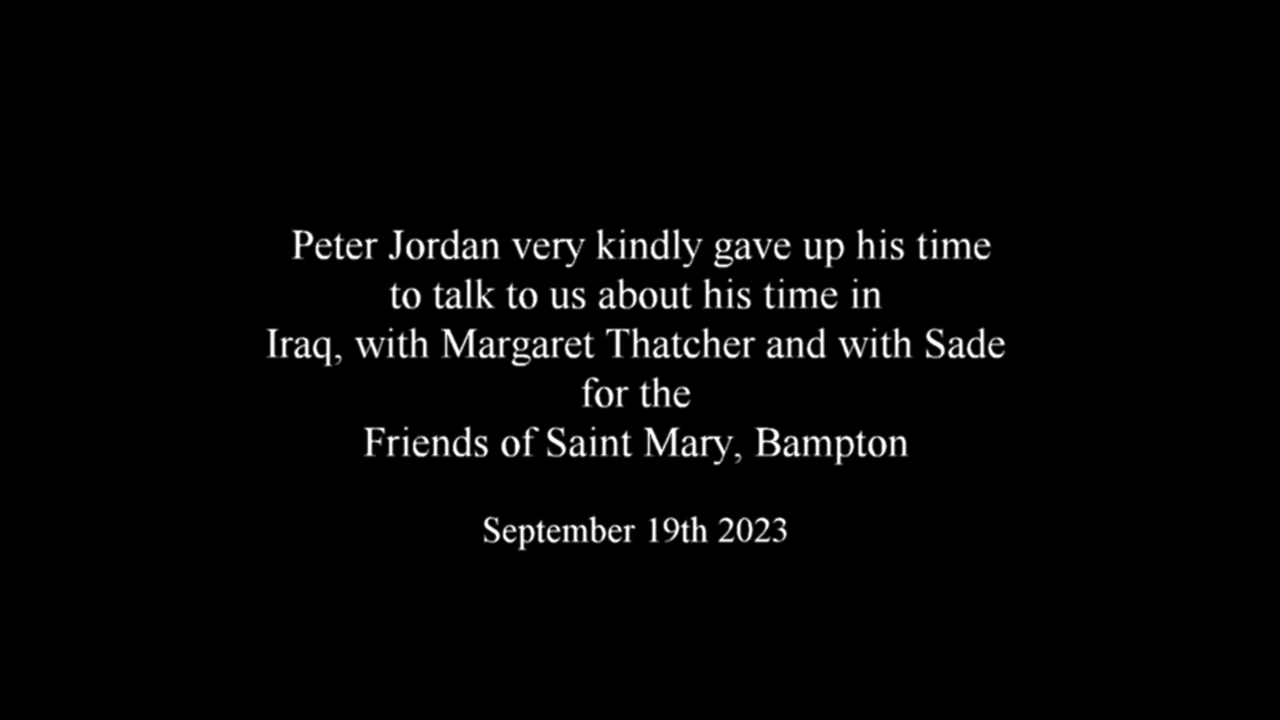 Peter Jordan very kindly gave up his time
to talk to us about his time in
Iraq, with Margaret Thatcher and with Sade
for the
Friends of Saint Mary, Bampton
September 19th 2023